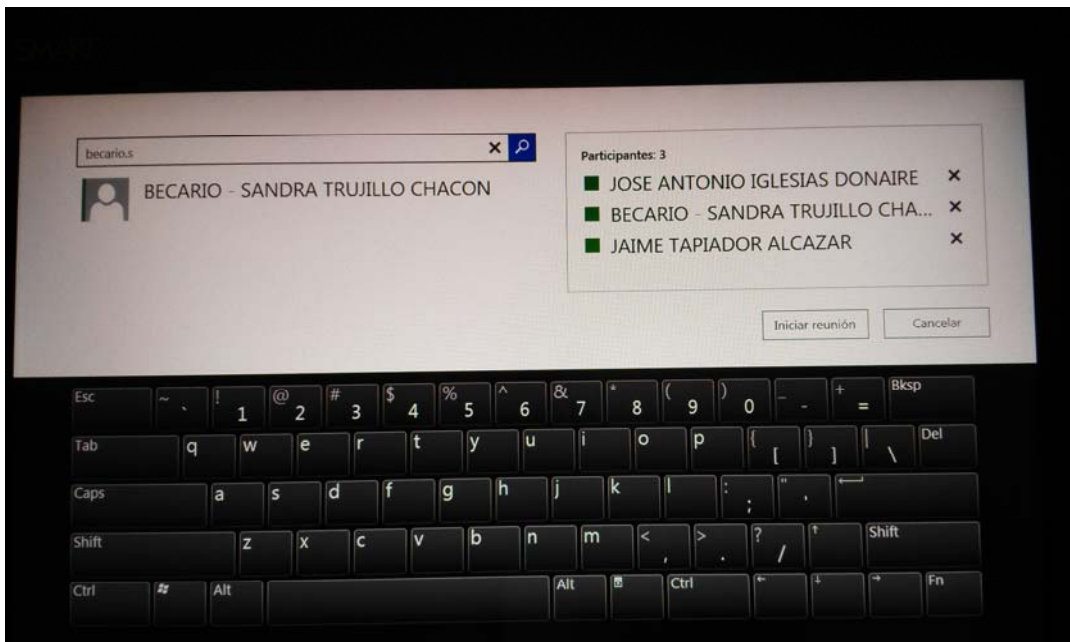 SMART
becario.s
BECARIO - SANDRA TRUJILLO CHACON
Participantes: 3
JOSE ANTONIO IGLESIAS DONAIRE
BECARIO - SANDRA TRUJILLO CHA...
JAIME TAPIADOR ALCAZAR
Iniciar reunión
Cancelar
Esc ~ ` ! 1 @ 2 # 3 $ 4 % 5 ^ 6 & 7 * 8 ( 9 ) 0 _ - + = Bksp
Tab q w e r t y u i o p { [ } ] | \ Del
Caps a s d f g h j k l : ; " '
Shift z x c v b n m < , > . ? / ↑ Shift
Ctrl Alt Alt Ctrl ← ↓ → Fn